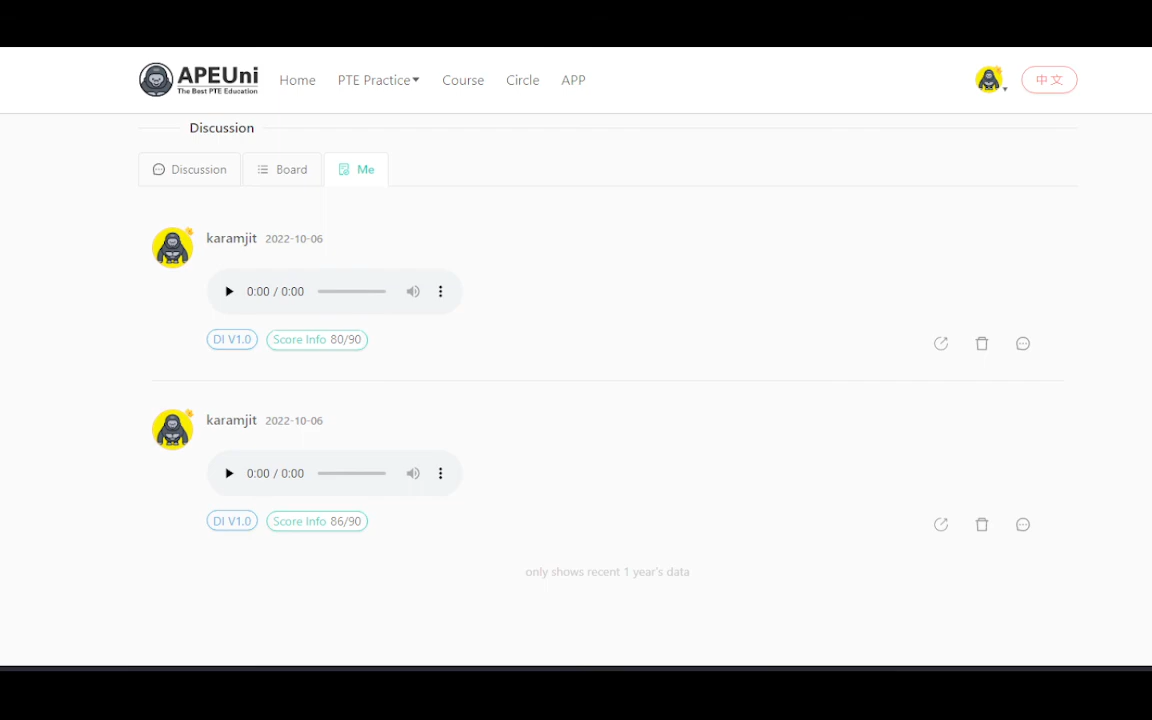 APEUni
The Best PTE Education
Home
PTE Practice
Course
Circle
APP
中文
Discussion
Discussion
Board
Me
karamjit 2022-10-06
0:00 / 0:00
DI V1.0
Score Info 80/90
karamjit 2022-10-06
0:00 / 0:00
DI V1.0
Score Info 86/90
only shows recent 1 year's data